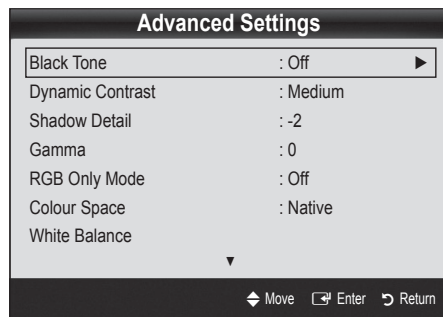 Advanced Settings
Black Tone : Off ▶
Dynamic Contrast : Medium
Shadow Detail : -2
Gamma : 0
RGB Only Mode : Off
Colour Space : Native
White Balance
▼
Move Enter Return